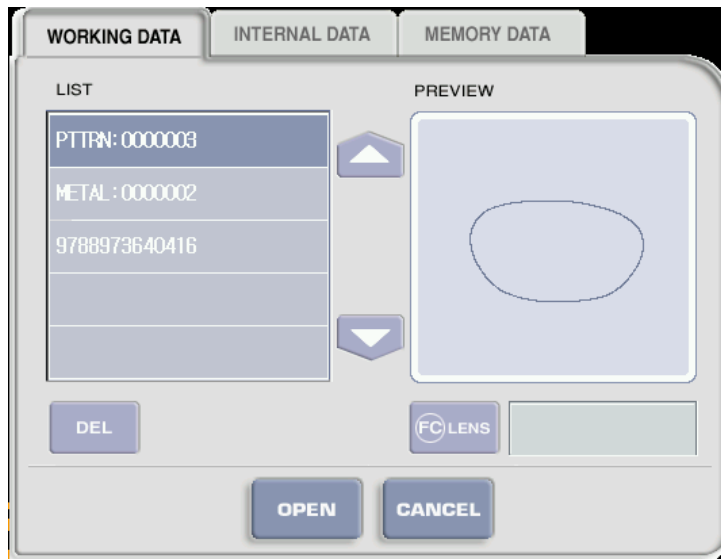 WORKING DATA INTERNAL DATA MEMORY DATA
LIST
PREVIEW
PTTRN:0000003
METAL:0000002
9788973640416
DEL
FC LENS
OPEN
CANCEL